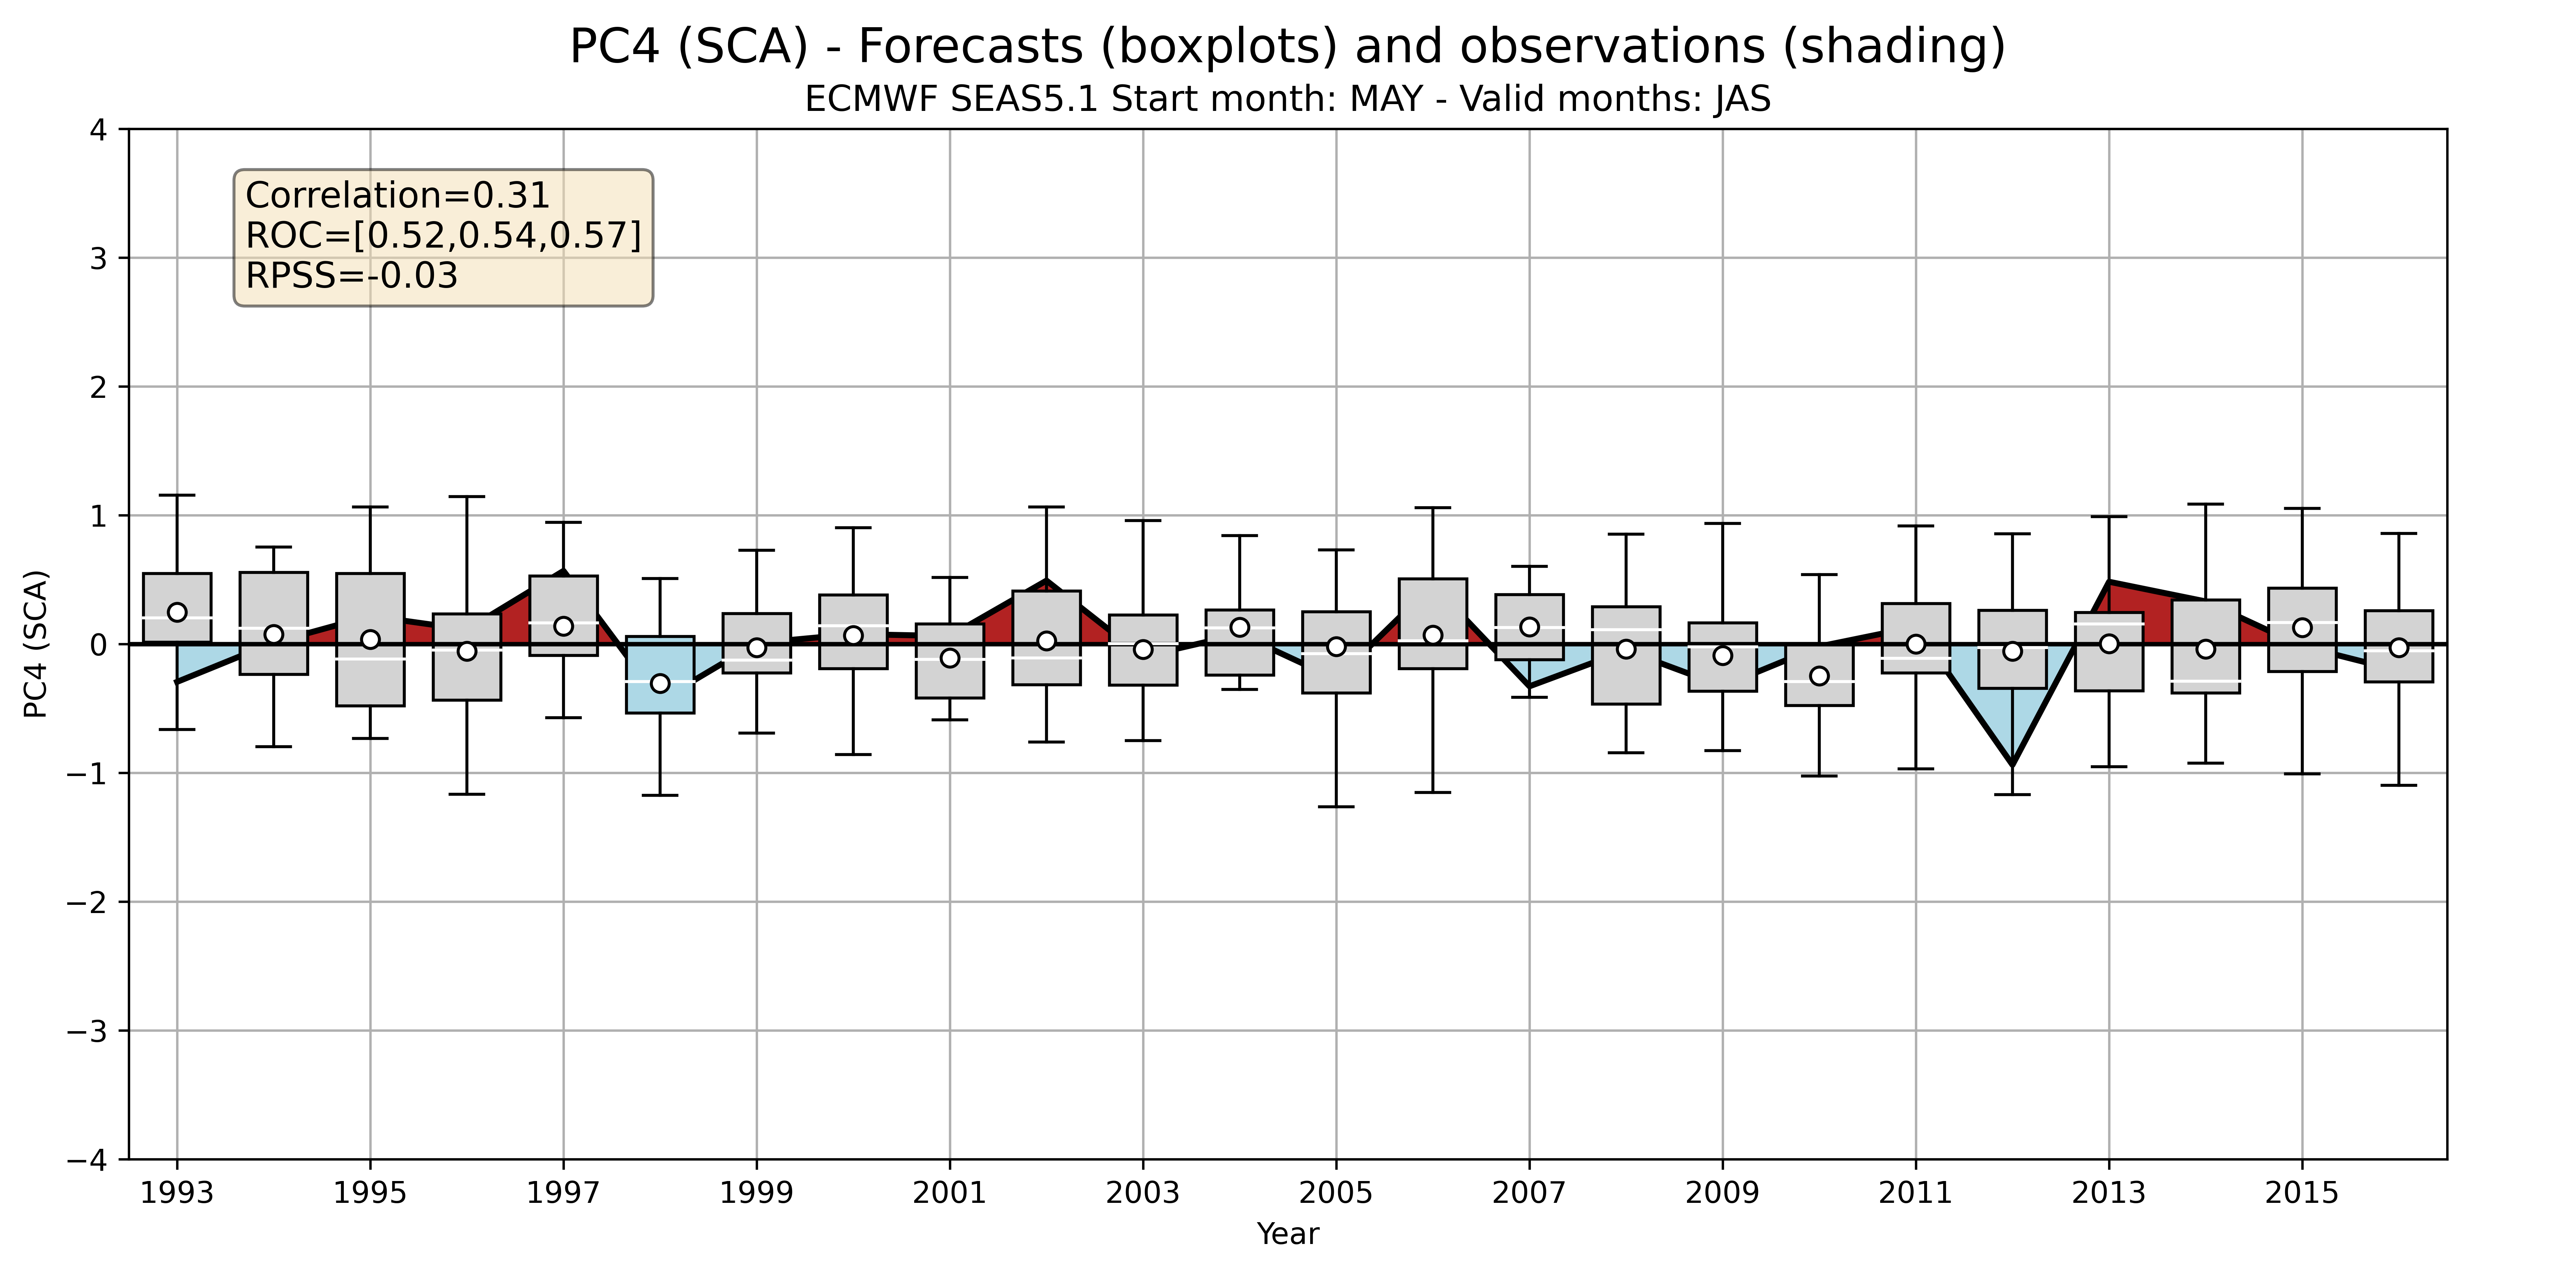 PC4 (SCA) - Forecasts (boxplots) and observations (shading)
ECMWF SEAS5.1 Start month: MAY - Valid months: JAS
Correlation=0.31
ROC=[0.52,0.54,0.57]
RPSS=-0.03
PC4 (SCA)
4
3
2
1
0
−1
−2
−3
−4
1993 1995 1997 1999 2001 2003 2005 2007 2009 2011 2013 2015
Year